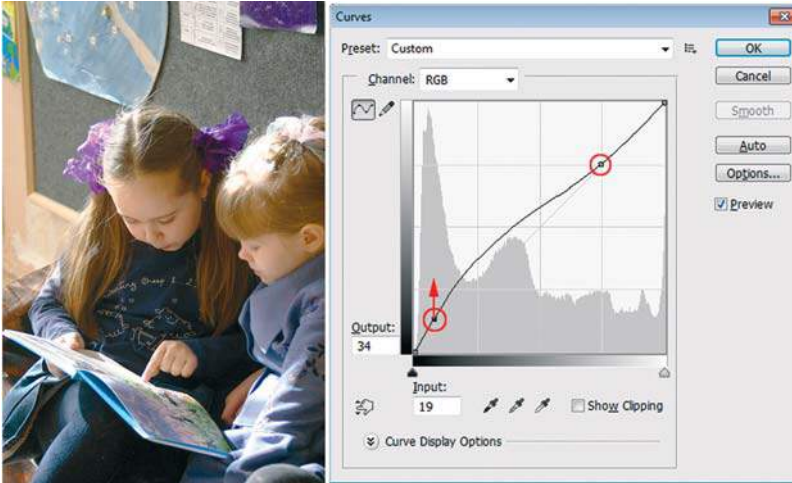 Curves
Preset: Custom
OK
Channel: RGB
Cancel
Smooth
Auto
Options...
Preview
Output:
34
Input:
19
Show Clipping
Curve Display Options